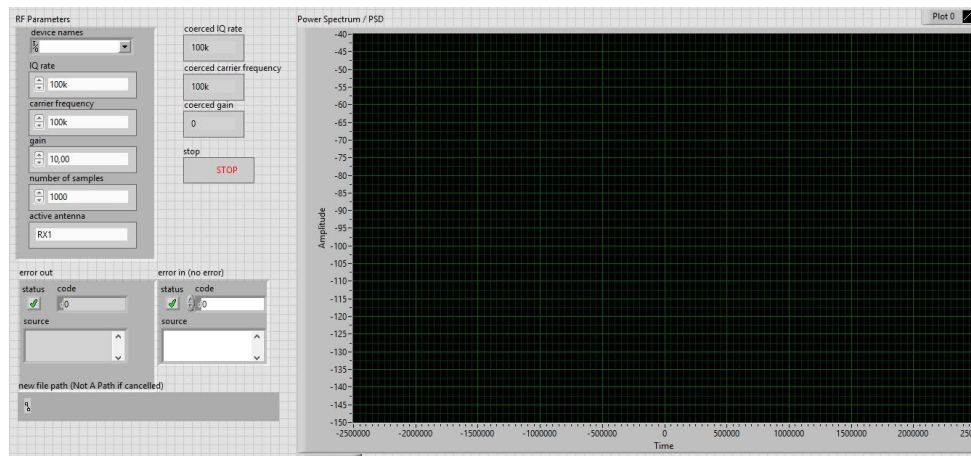 RF Parameters
device names
IQ rate
100k
carrier frequency
100k
gain
10,00
number of samples
1000
active antenna
RX1
coerced IQ rate
100k
coerced carrier frequency
100k
coerced gain
0
stop
STOP
error out
status code
0
source
error in (no error)
status code
0
source
new file path (Not A Path if cancelled)
Power Spectrum / PSD
Plot 0
Amplitude
-40
-45
-50
-55
-60
-65
-70
-75
-80
-85
-90
-95
-100
-105
-110
-115
-120
-125
-130
-135
-140
-145
-150
-2500000 -2000000 -1500000 -1000000 -500000 0 500000 1000000 1500000 2000000
Time